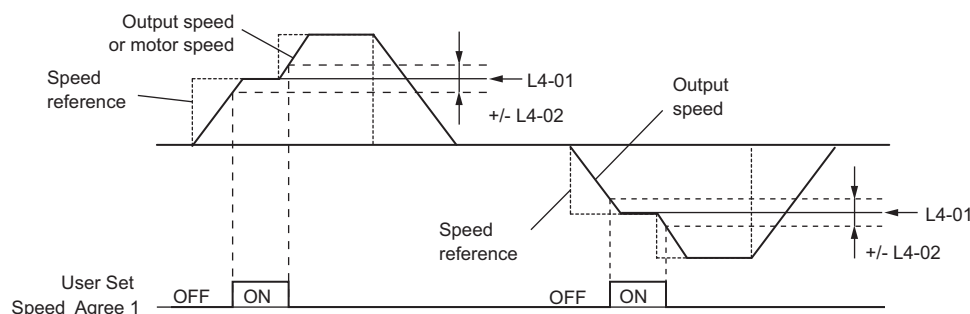 Output speed
or motor speed
Speed
reference
L4-01
+/- L4-02
Output
speed
Speed
reference
L4-01
+/- L4-02
User Set
Speed Agree 1
OFF
ON
OFF
ON